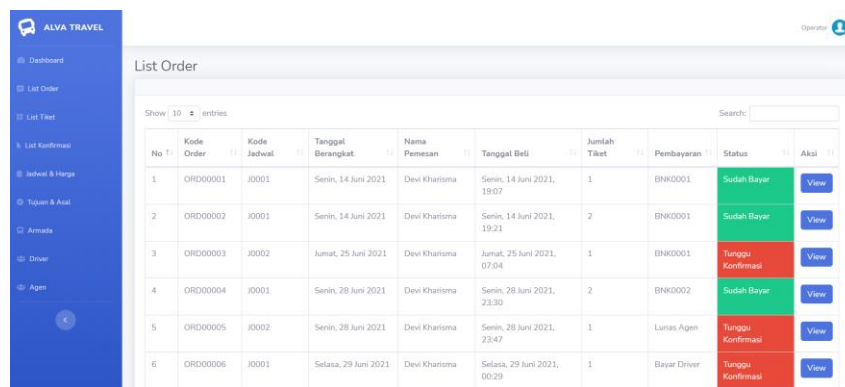 ALVA TRAVEL
Operator
Dashboard
List Order
List Tiket
List Konfirmasi
Jadwal & Harga
Tujuan & Asal
Armada
Driver
Agen
List Order
Show 10 entries
Search:
No Kode Order Kode Jadwal Tanggal Berangkat Nama Pemesan Tanggal Beli Jumlah Tiket Pembayaran Status Aksi
1 ORD00001 J0001 Senin, 14 Juni 2021 Devi Kharisma Senin, 14 Juni 2021, 19:07 1 BNK0001 Sudah Bayar View
2 ORD00002 J0001 Senin, 14 Juni 2021 Devi Kharisma Senin, 14 Juni 2021, 19:21 2 BNK0001 Sudah Bayar View
3 ORD00003 J0002 Jumat, 25 Juni 2021 Devi Kharisma Jumat, 25 Juni 2021, 07:04 1 BNK0001 Tunggu Konfirmasi View
4 ORD00004 J0001 Senin, 28 Juni 2021 Devi Kharisma Senin, 28 Juni 2021, 23:30 2 BNK0002 Sudah Bayar View
5 ORD00005 J0002 Senin, 28 Juni 2021 Devi Kharisma Senin, 28 Juni 2021, 23:47 1 Lunas Agen Tunggu Konfirmasi View
6 ORD00006 J0001 Selasa, 29 Juni 2021 Devi Kharisma Selasa, 29 Juni 2021, 00:29 1 Bayar Driver Tunggu Konfirmasi View